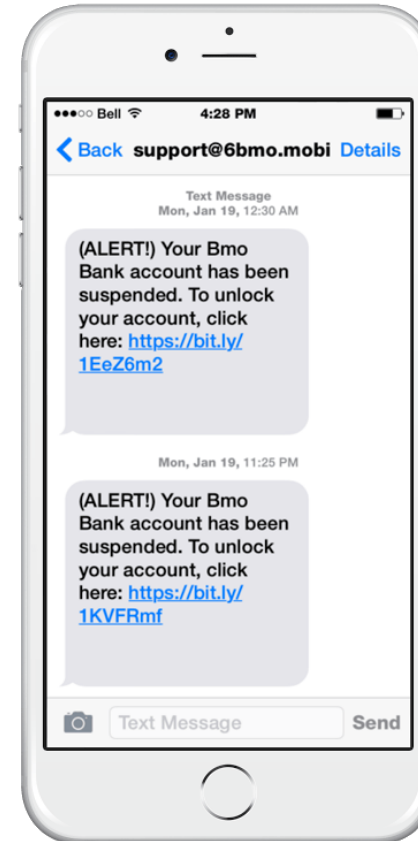 ●●●○○ Bell 4:28 PM
Back support@6bmo.mobi Details
Text Message
Mon, Jan 19, 12:30 AM
(ALERT!) Your Bmo
Bank account has been
suspended. To unlock
your account, click
here: https://bit.ly/
1EeZ6m2
Mon, Jan 19, 11:25 PM
(ALERT!) Your Bmo
Bank account has been
suspended. To unlock
your account, click
here: https://bit.ly/
1KVFRmf
Text Message Send